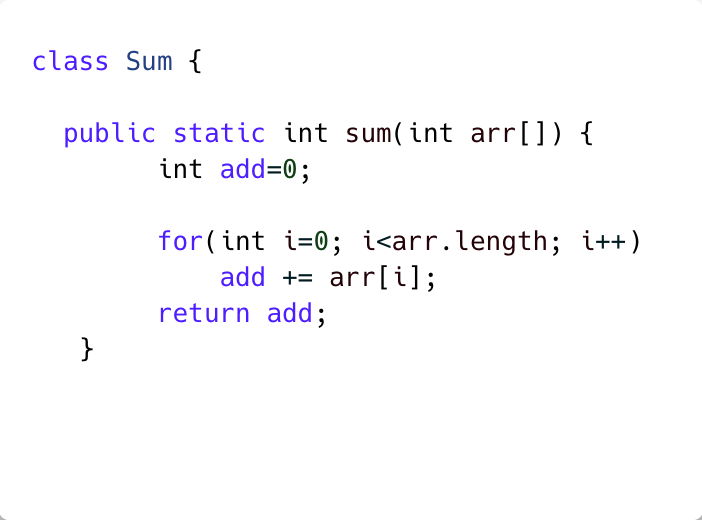 class Sum {
public static int sum(int arr[]) {
int add=0;
for(int i=0; i<arr.length; i++)
add += arr[i];
return add;
}